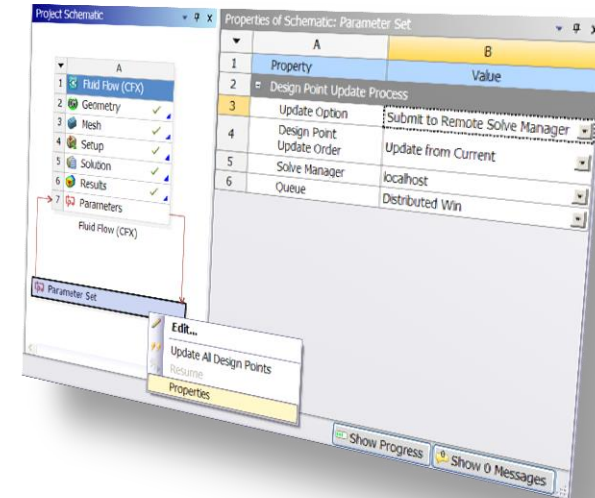 Project Schematic
A
1 Fluid Flow (CFX)
2 Geometry
3 Mesh
4 Setup
5 Solution
6 Results
7 Parameters
Fluid Flow (CFX)
Parameter Set
Edit...
Update All Design Points
Resume
Properties
Properties of Schematic: Parameter Set
A B
1 Property Value
2 Design Point Update Process
3 Update Option Submit to Remote Solve Manager
4 Design Point Update Order Update from Current
5 Solve Manager localhost
6 Queue Distributed Win
Show Progress Show 0 Messages